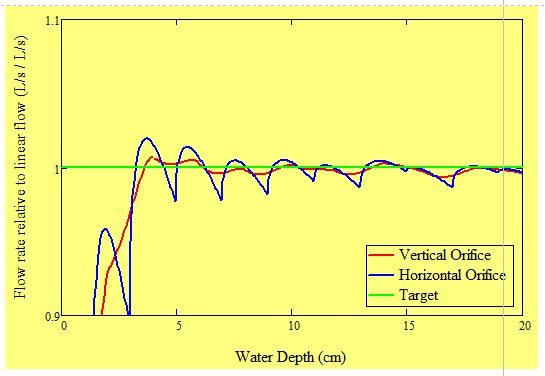 Flow rate relative to linear flow (L/s / L/s)
1.1
1
0.9
Vertical Orifice
Horizontal Orifice
Target
0 5 10 15 20
Water Depth (cm)